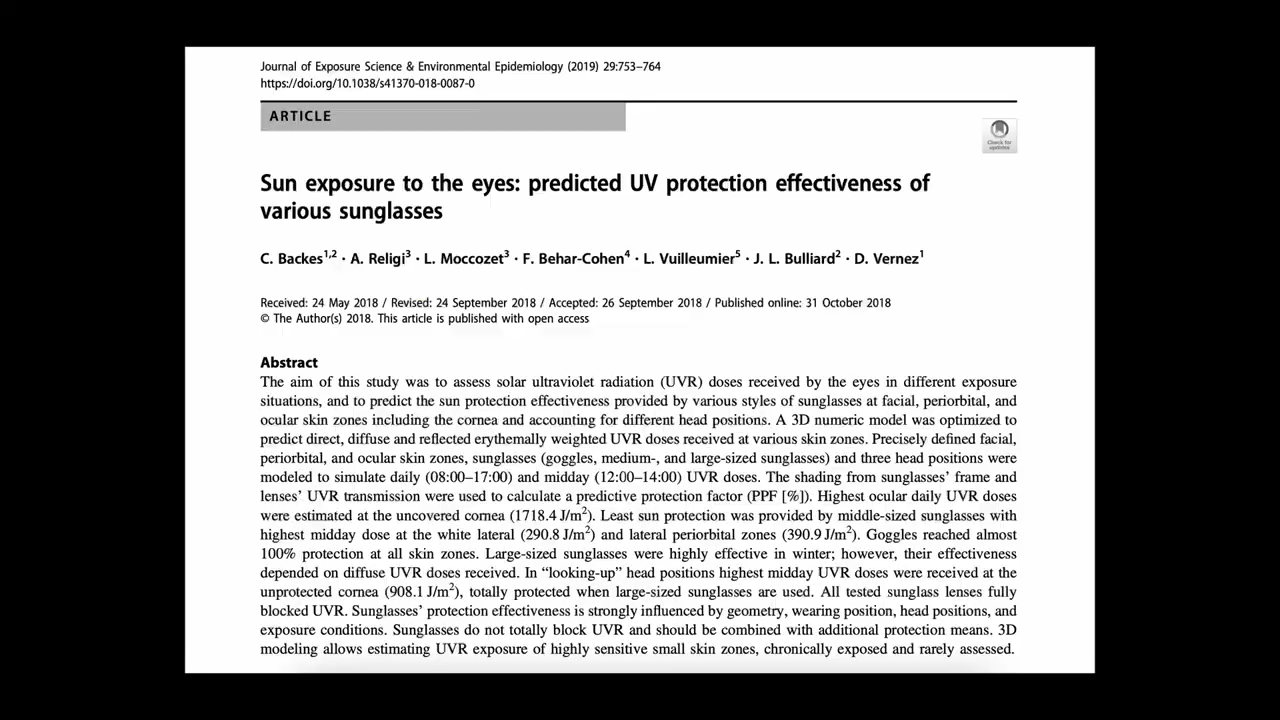 Journal of Exposure Science & Environmental Epidemiology (2019) 29:753–764
https://doi.org/10.1038/s41370-018-0087-0
ARTICLE
Check for
updates
Sun exposure to the eyes: predicted UV protection effectiveness of
various sunglasses
C. Backes1,2 · A. Religi3 · L. Moccozet3 · F. Behar-Cohen4 · L. Vuilleumier5 · J. L. Bulliard2 · D. Vernez1
Received: 24 May 2018 / Revised: 24 September 2018 / Accepted: 26 September 2018 / Published online: 31 October 2018
© The Author(s) 2018. This article is published with open access
Abstract
The aim of this study was to assess solar ultraviolet radiation (UVR) doses received by the eyes in different exposure
situations, and to predict the sun protection effectiveness provided by various styles of sunglasses at facial, periorbital, and
ocular skin zones including the cornea and accounting for different head positions. A 3D numeric model was optimized to
predict direct, diffuse and reflected erythemally weighted UVR doses received at various skin zones. Precisely defined facial,
periorbital, and ocular skin zones, sunglasses (goggles, medium-, and large-sized sunglasses) and three head positions were
modeled to simulate daily (08:00–17:00) and midday (12:00–14:00) UVR doses. The shading from sunglasses' frame and
lenses' UVR transmission were used to calculate a predictive protection factor (PPF [%]). Highest ocular daily UVR doses
were estimated at the uncovered cornea (1718.4 J/m2). Least sun protection was provided by middle-sized sunglasses with
highest midday dose at the white lateral (290.8 J/m2) and lateral periorbital zones (390.9 J/m2). Goggles reached almost
100% protection at all skin zones. Large-sized sunglasses were highly effective in winter; however, their effectiveness
depended on diffuse UVR doses received. In “looking-up” head positions highest midday UVR doses were received at the
unprotected cornea (908.1 J/m2), totally protected when large-sized sunglasses are used. All tested sunglass lenses fully
blocked UVR. Sunglasses' protection effectiveness is strongly influenced by geometry, wearing position, head positions, and
exposure conditions. Sunglasses do not totally block UVR and should be combined with additional protection means. 3D
modeling allows estimating UVR exposure of highly sensitive small skin zones, chronically exposed and rarely assessed.